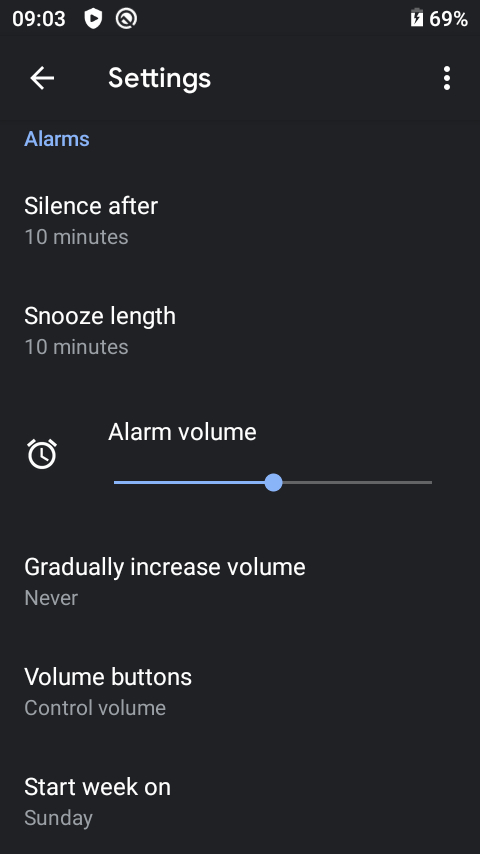 09:03 69%
Settings
Alarms
Silence after
10 minutes
Snooze length
10 minutes
Alarm volume
Gradually increase volume
Never
Volume buttons
Control volume
Start week on
Sunday